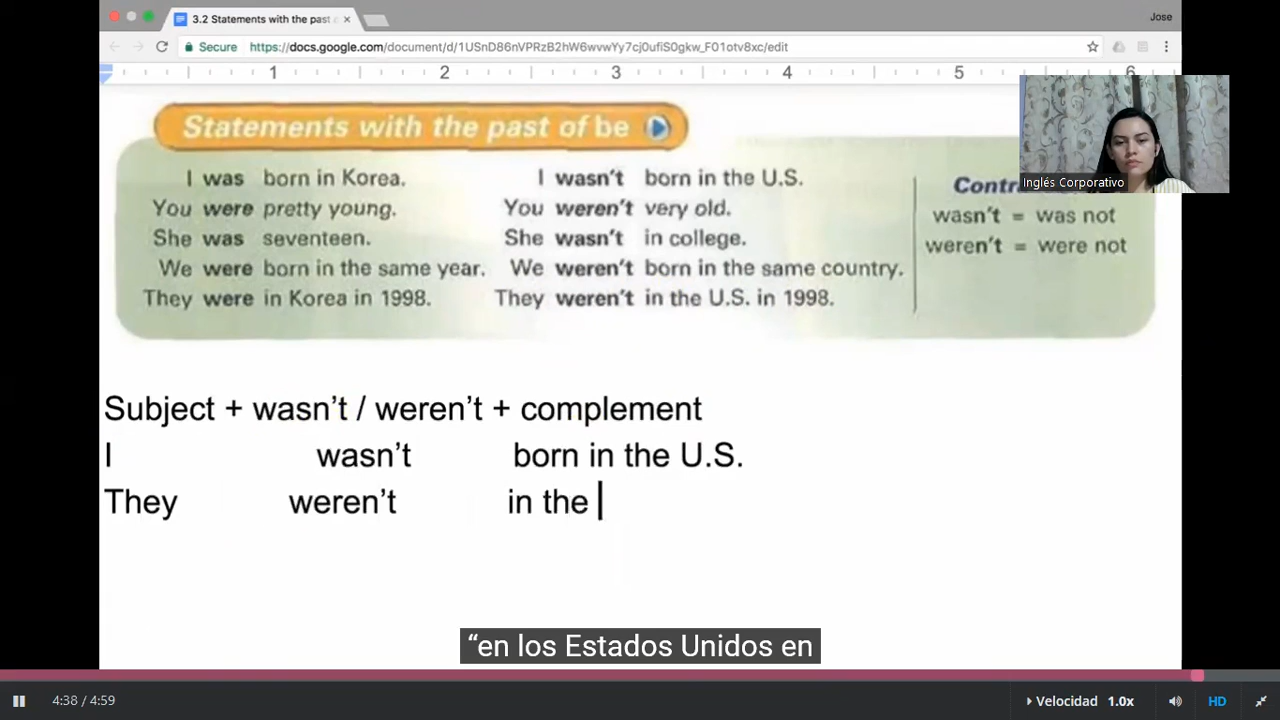 3.2 Statements with the past
Jose
Secure https://docs.google.com/document/d/1USnD86nVPRzB2hW6wvwYy7cj0ufiS0gkw_F01otv8xc/edit
1 2 3 4 5 6
Statements with the past of be
I was born in Korea. I wasn't born in the U.S.
You were pretty young. You weren't very old.
She was seventeen. She wasn't in college.
We were born in the same year. We weren't born in the same country.
They were in Korea in 1998. They weren't in the U.S. in 1998.
wasn't = was not
weren't = were not
Inglés Corporativo
Subject + wasn't / weren't + complement
I wasn't born in the U.S.
They weren't in the
“en los Estados Unidos en
4:38 / 4:59
Velocidad 1.0x
HD